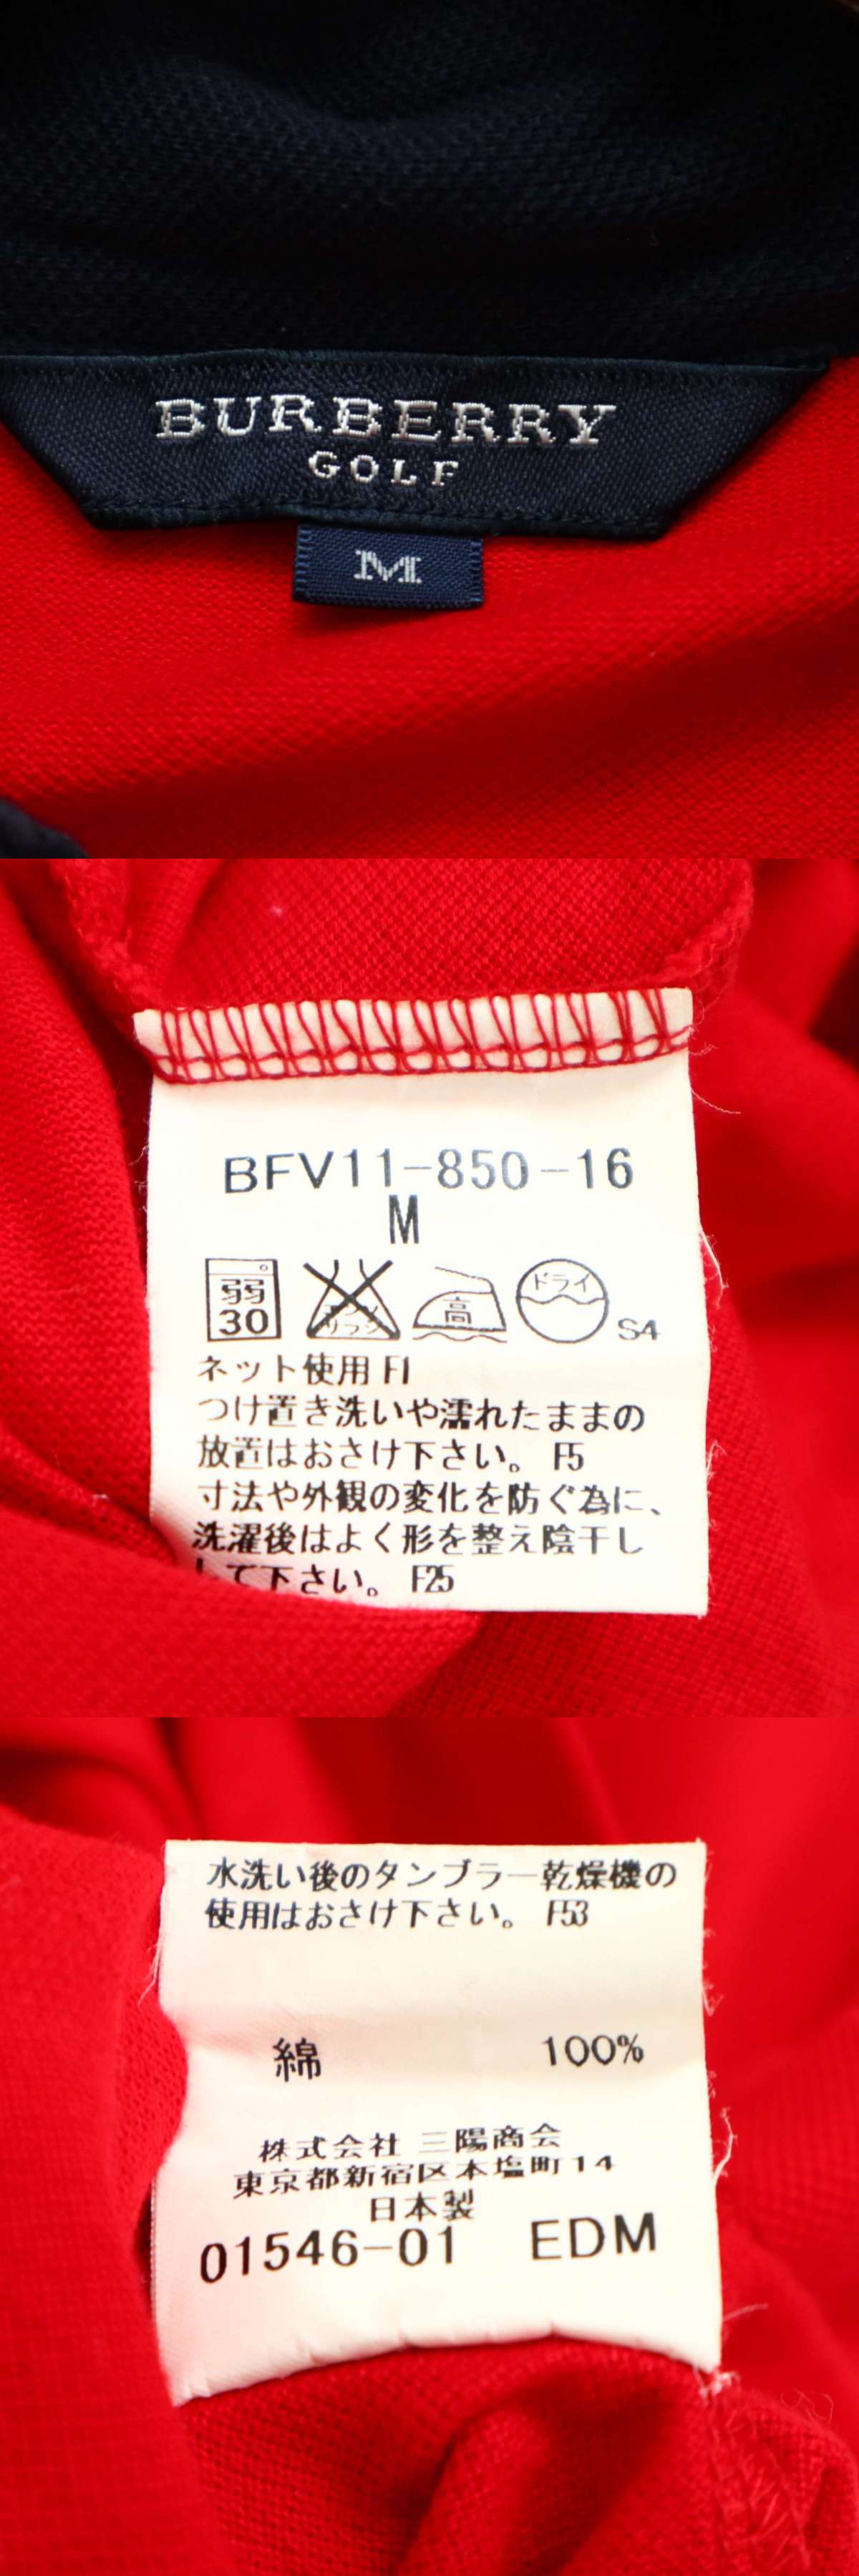 BURBERRY
GOLF
M
BFV11-850-16
M
弱
30
エンソ
サラシ
高
ドライ
S4
ネット使用 F1
つけ置き洗いや濡れたままの
放置はおさけ下さい。 F5
寸法や外観の変化を防ぐ為に、
洗濯後はよく形を整え陰干し
して下さい。 F25
水洗い後のタンブラー乾燥機の
使用はおさけ下さい。 F53
綿 100%
株式会社 三陽商会
東京都新宿区本塩町14
日本製
01546-01 EDM